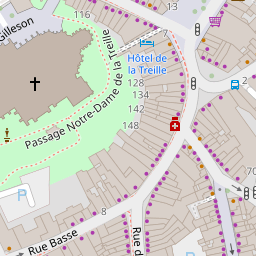 Gilleson
116
7
Hôtel de
la Treille
Passage Notre-Dame de la Treille
128
134
142
148
P
8
P
Rue Basse
Rue d